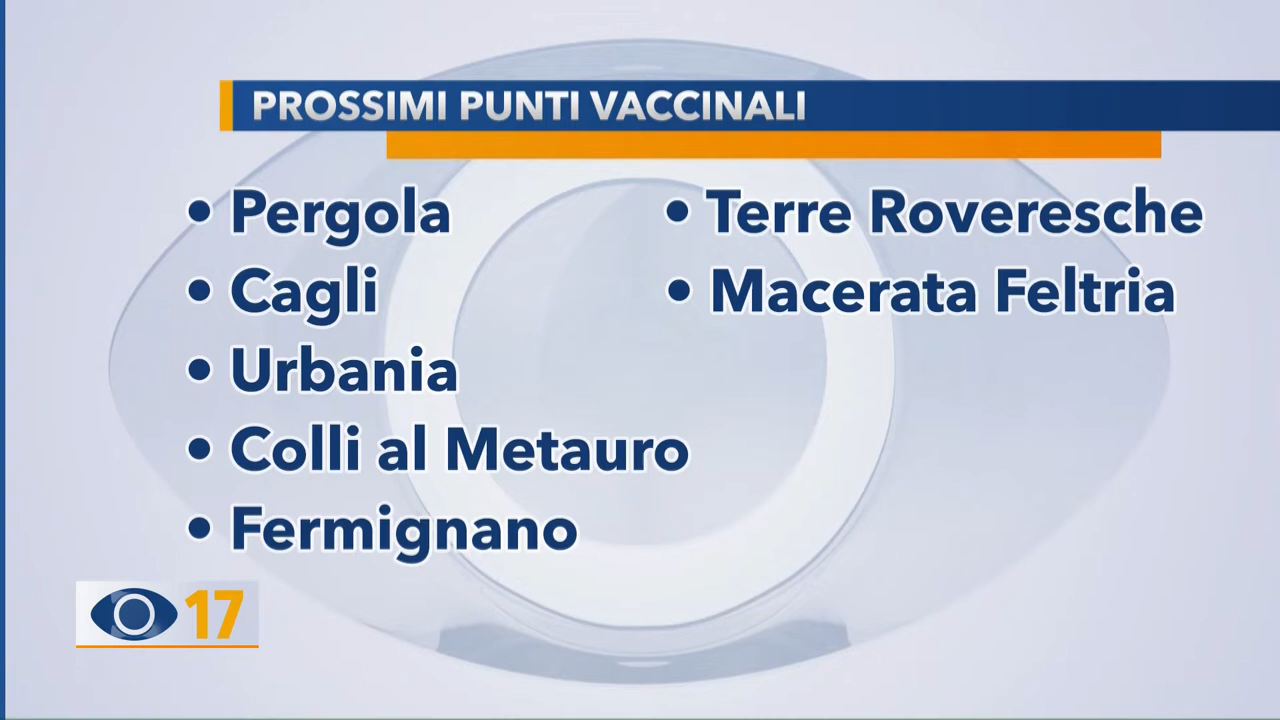 PROSSIMI PUNTI VACCINALI
• Pergola
• Cagli
• Urbania
• Colli al Metauro
• Fermignano
• Terre Roveresche
• Macerata Feltria
17